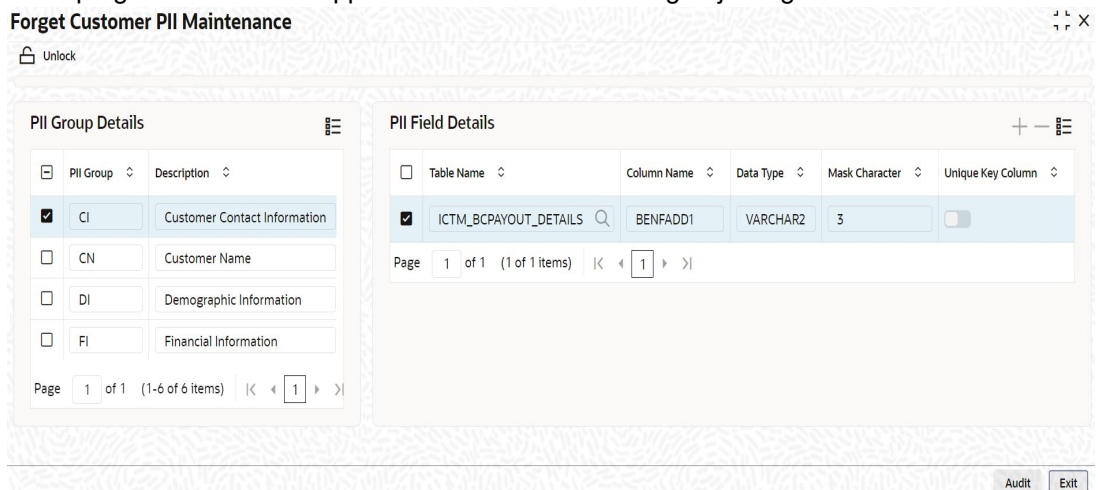 Forget Customer PII Maintenance
Unlock
PII Group Details
PII Group Description
CI Customer Contact Information
CN Customer Name
DI Demographic Information
FI Financial Information
Page 1 of 1 (1-6 of 6 items) 1
PII Field Details
Table Name Column Name Data Type Mask Character Unique Key Column
ICTM_BCPAYOUT_DETAILS BENFADD1 VARCHAR2 3
Page 1 of 1 (1 of 1 items) 1
Audit Exit